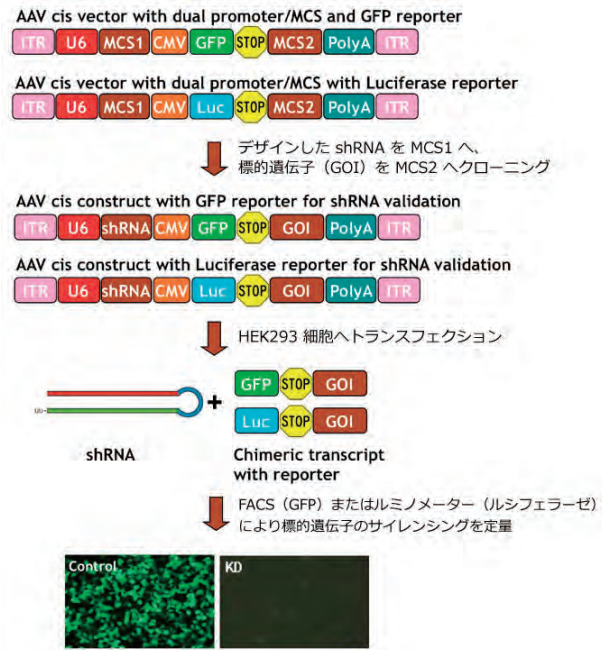 AAV cis vector with dual promoter/MCS and GFP reporter
ITR U6 MCS1 CMV GFP STOP MCS2 PolyA ITR
AAV cis vector with dual promoter/MCS with Luciferase reporter
ITR U6 MCS1 CMV Luc STOP MCS2 PolyA ITR
デザインした shRNA を MCS1 へ、
標的遺伝子（GOI）を MCS2 へクローニング
AAV cis construct with GFP reporter for shRNA validation
ITR U6 shRNA CMV GFP STOP GOI PolyA ITR
AAV cis construct with Luciferase reporter for shRNA validation
ITR U6 shRNA CMV Luc STOP GOI PolyA ITR
HEK293 細胞へトランスフェクション
GFP STOP GOI
+
Luc STOP GOI
shRNA
Chimeric transcript
with reporter
FACS（GFP）またはルミノメーター（ルシフェラーゼ）
により標的遺伝子のサイレンシングを定量
Control KD